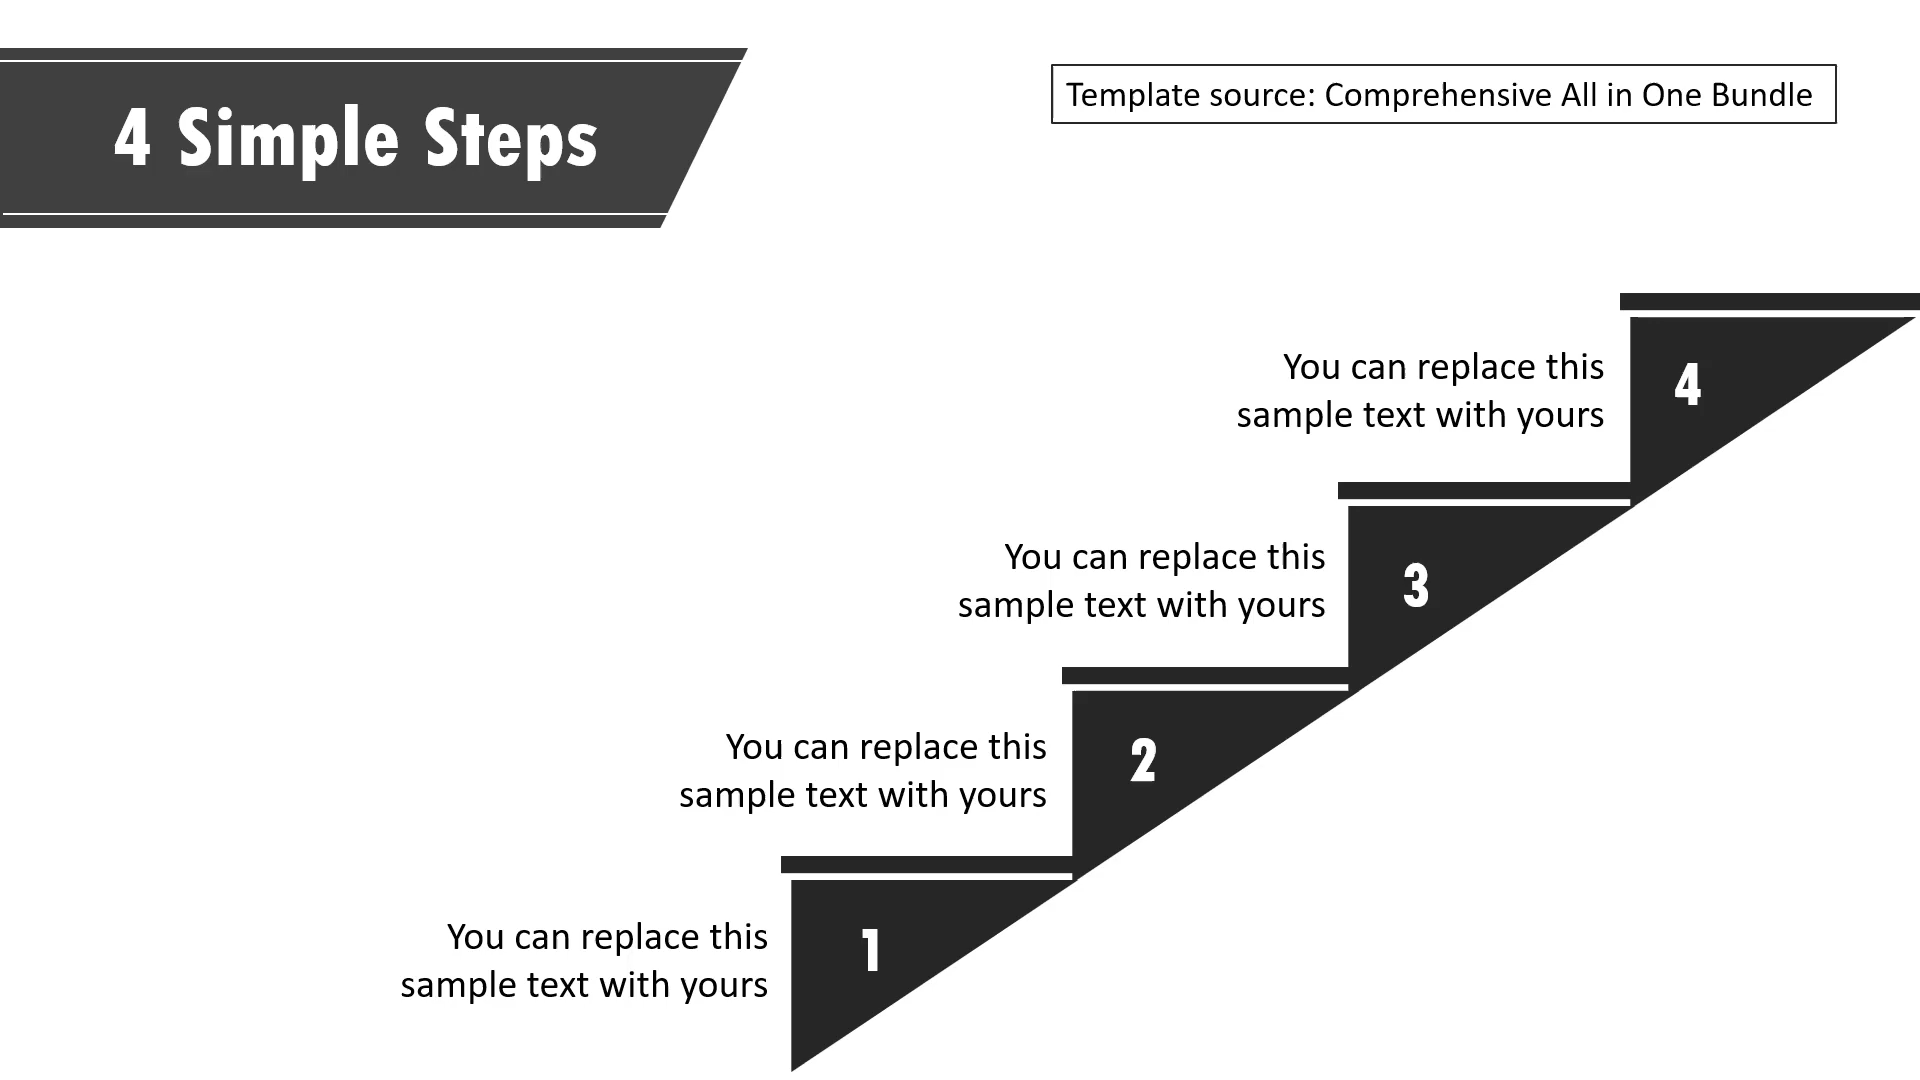 4 Simple Steps
Template source: Comprehensive All in One Bundle
You can replace this
sample text with yours
4
You can replace this
sample text with yours
3
You can replace this
sample text with yours
2
You can replace this
sample text with yours
1